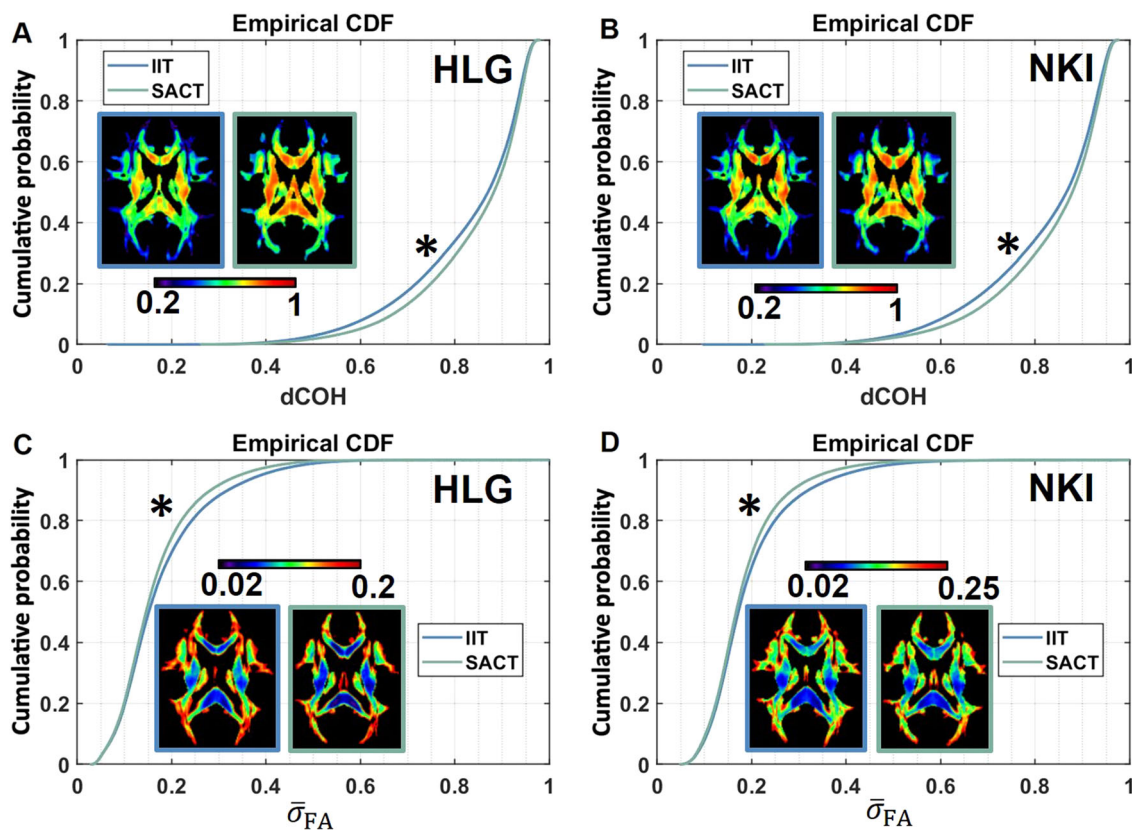 A
Empirical CDF
HLG
IIT
SACT
Cumulative probability
1
0.8
0.6
0.4
0.2
0
0.2
1
*
0
0.2
0.4
0.6
0.8
1
dCOH
B
Empirical CDF
NKI
IIT
SACT
Cumulative probability
1
0.8
0.6
0.4
0.2
0
0.2
1
*
0
0.2
0.4
0.6
0.8
1
dCOH
C
Empirical CDF
HLG
*
Cumulative probability
1
0.8
0.6
0.4
0.2
0
0.02
0.2
IIT
SACT
0
0.2
0.4
0.6
0.8
1
σ̄FA
D
Empirical CDF
NKI
*
Cumulative probability
1
0.8
0.6
0.4
0.2
0
0.02
0.25
IIT
SACT
0
0.2
0.4
0.6
0.8
1
σ̄FA